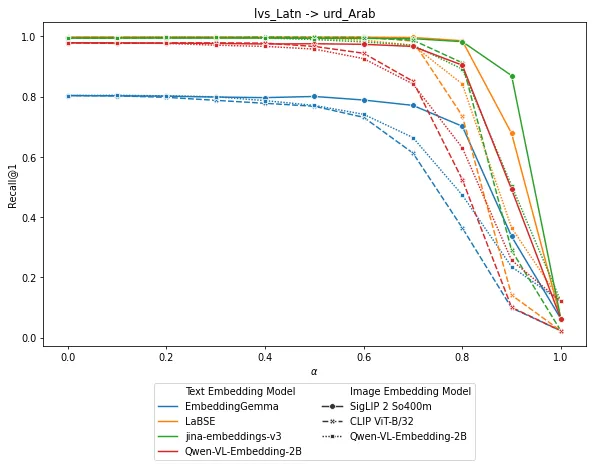 lvs_Latn -> urd_Arab
1.0
0.8
0.6
0.4
0.2
0.0
Recall@1
0.0 0.2 0.4 0.6 0.8 1.0
α
Text Embedding Model
EmbeddingGemma
LaBSE
jina-embeddings-v3
Qwen-VL-Embedding-2B
Image Embedding Model
SigLIP 2 So400m
CLIP ViT-B/32
Qwen-VL-Embedding-2B